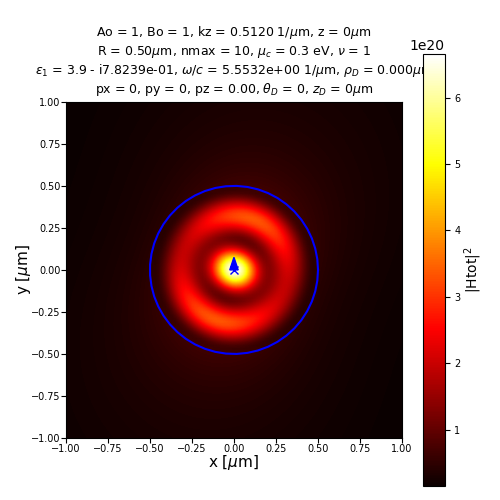 Ao = 1, Bo = 1, kz = 0.5120 1/μm, z = 0μm
R = 0.50μm, nmax = 10, μc = 0.3 eV, ν = 1
ε1 = 3.9 - i7.8239e-01, ω/c = 5.5532e+00 1/μm, ρD = 0.000μ
px = 0, py = 0, pz = 0.00, θD = 0, zD = 0μm
1e20
1.00
0.75
0.50
0.25
0.00
−0.25
−0.50
−0.75
−1.00
y [μm]
−1.00 −0.75 −0.50 −0.25 0.00 0.25 0.50 0.75 1.00
x [μm]
6
5
4
3
2
1
|Htot|²